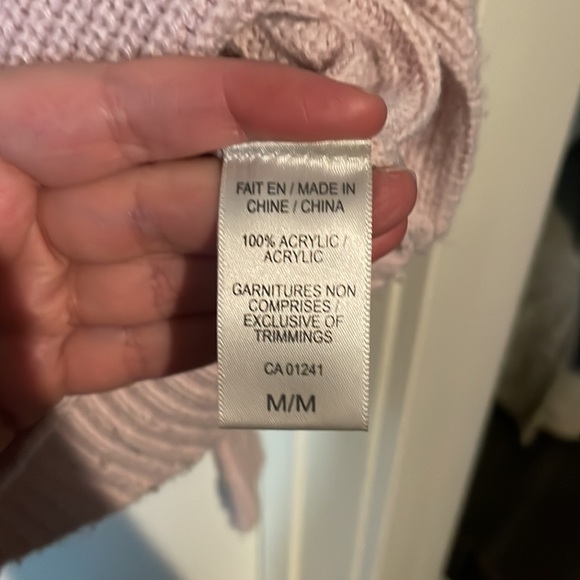 FAIT EN / MADE IN
CHINE / CHINA
100% ACRYLIC /
ACRYLIC
GARNITURES NON
COMPRISES /
EXCLUSIVE OF
TRIMMINGS
CA 01241
M/M